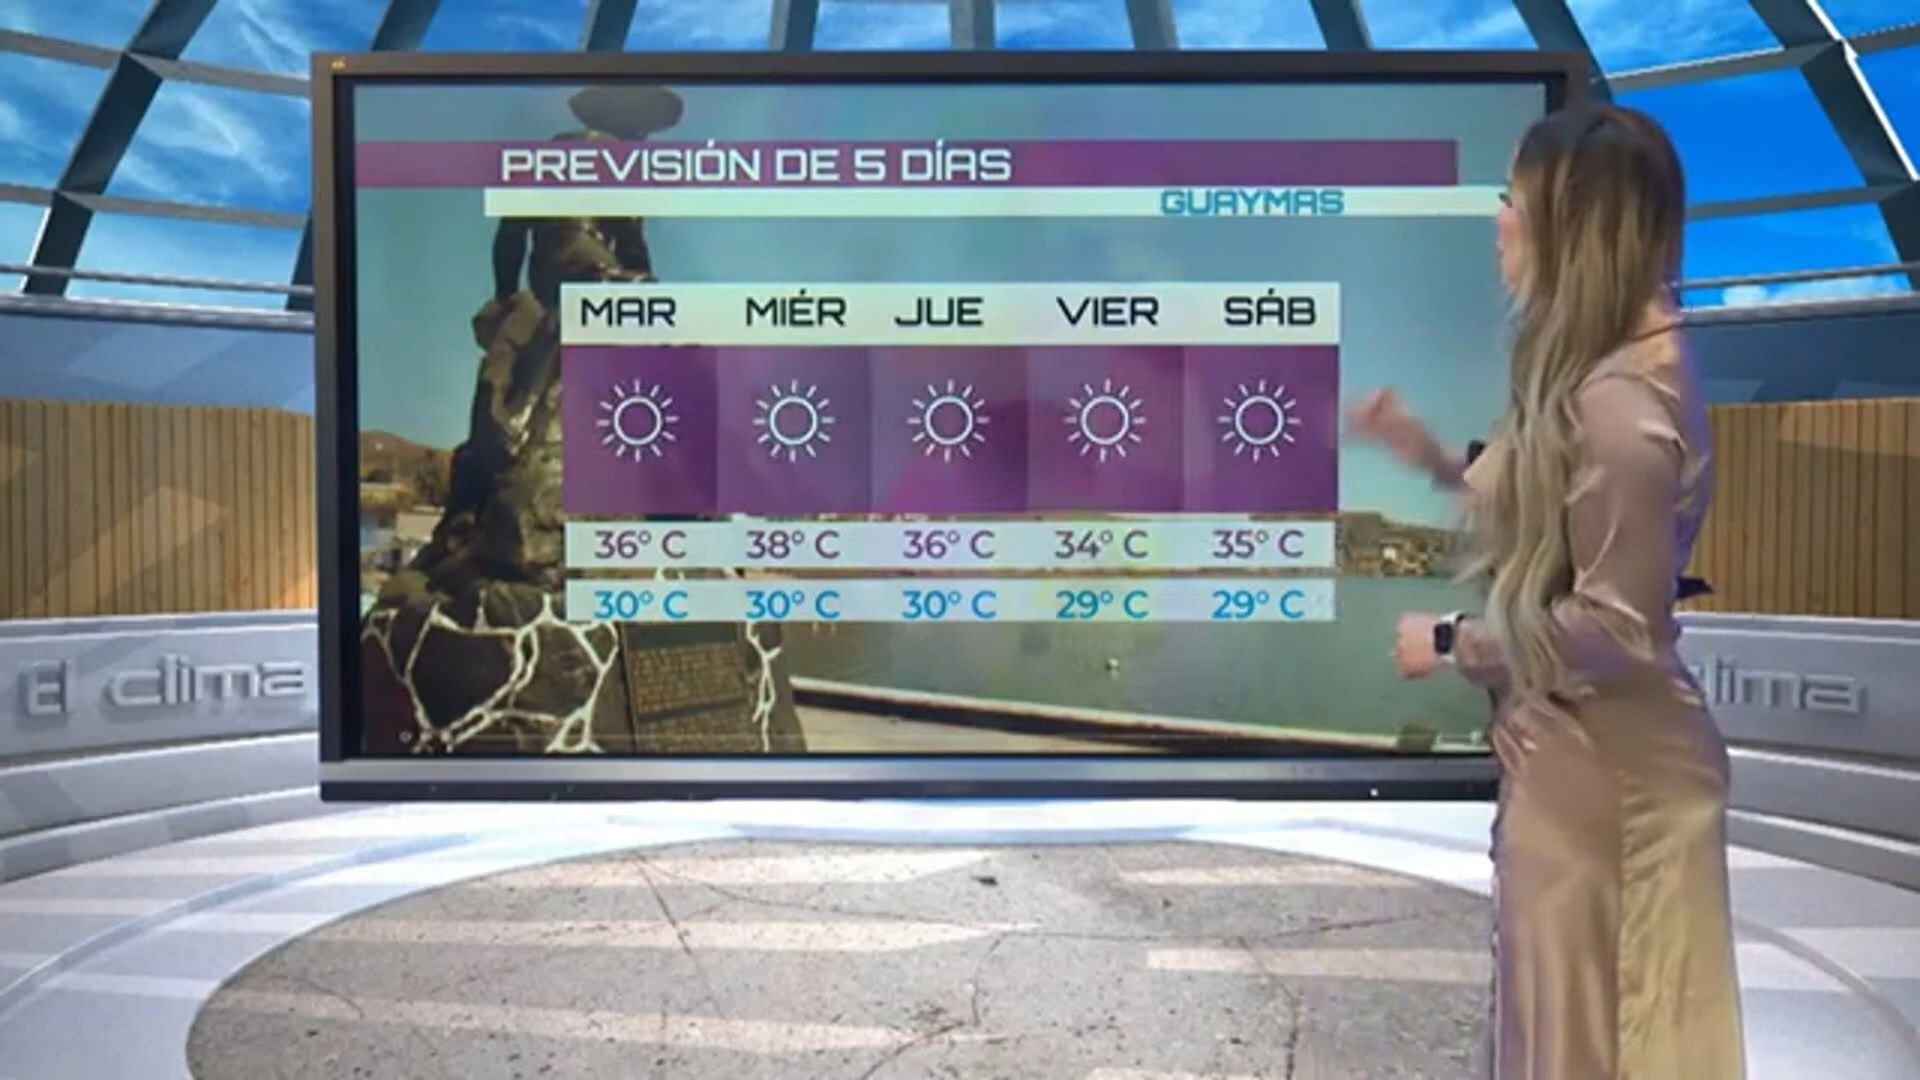 PREVISIÓN DE 5 DÍAS
GUAYMAS
MAR MIÉR JUE VIER SÁB
36° C 38° C 36° C 34° C 35° C
30° C 30° C 30° C 29° C 29° C
El clima
clima